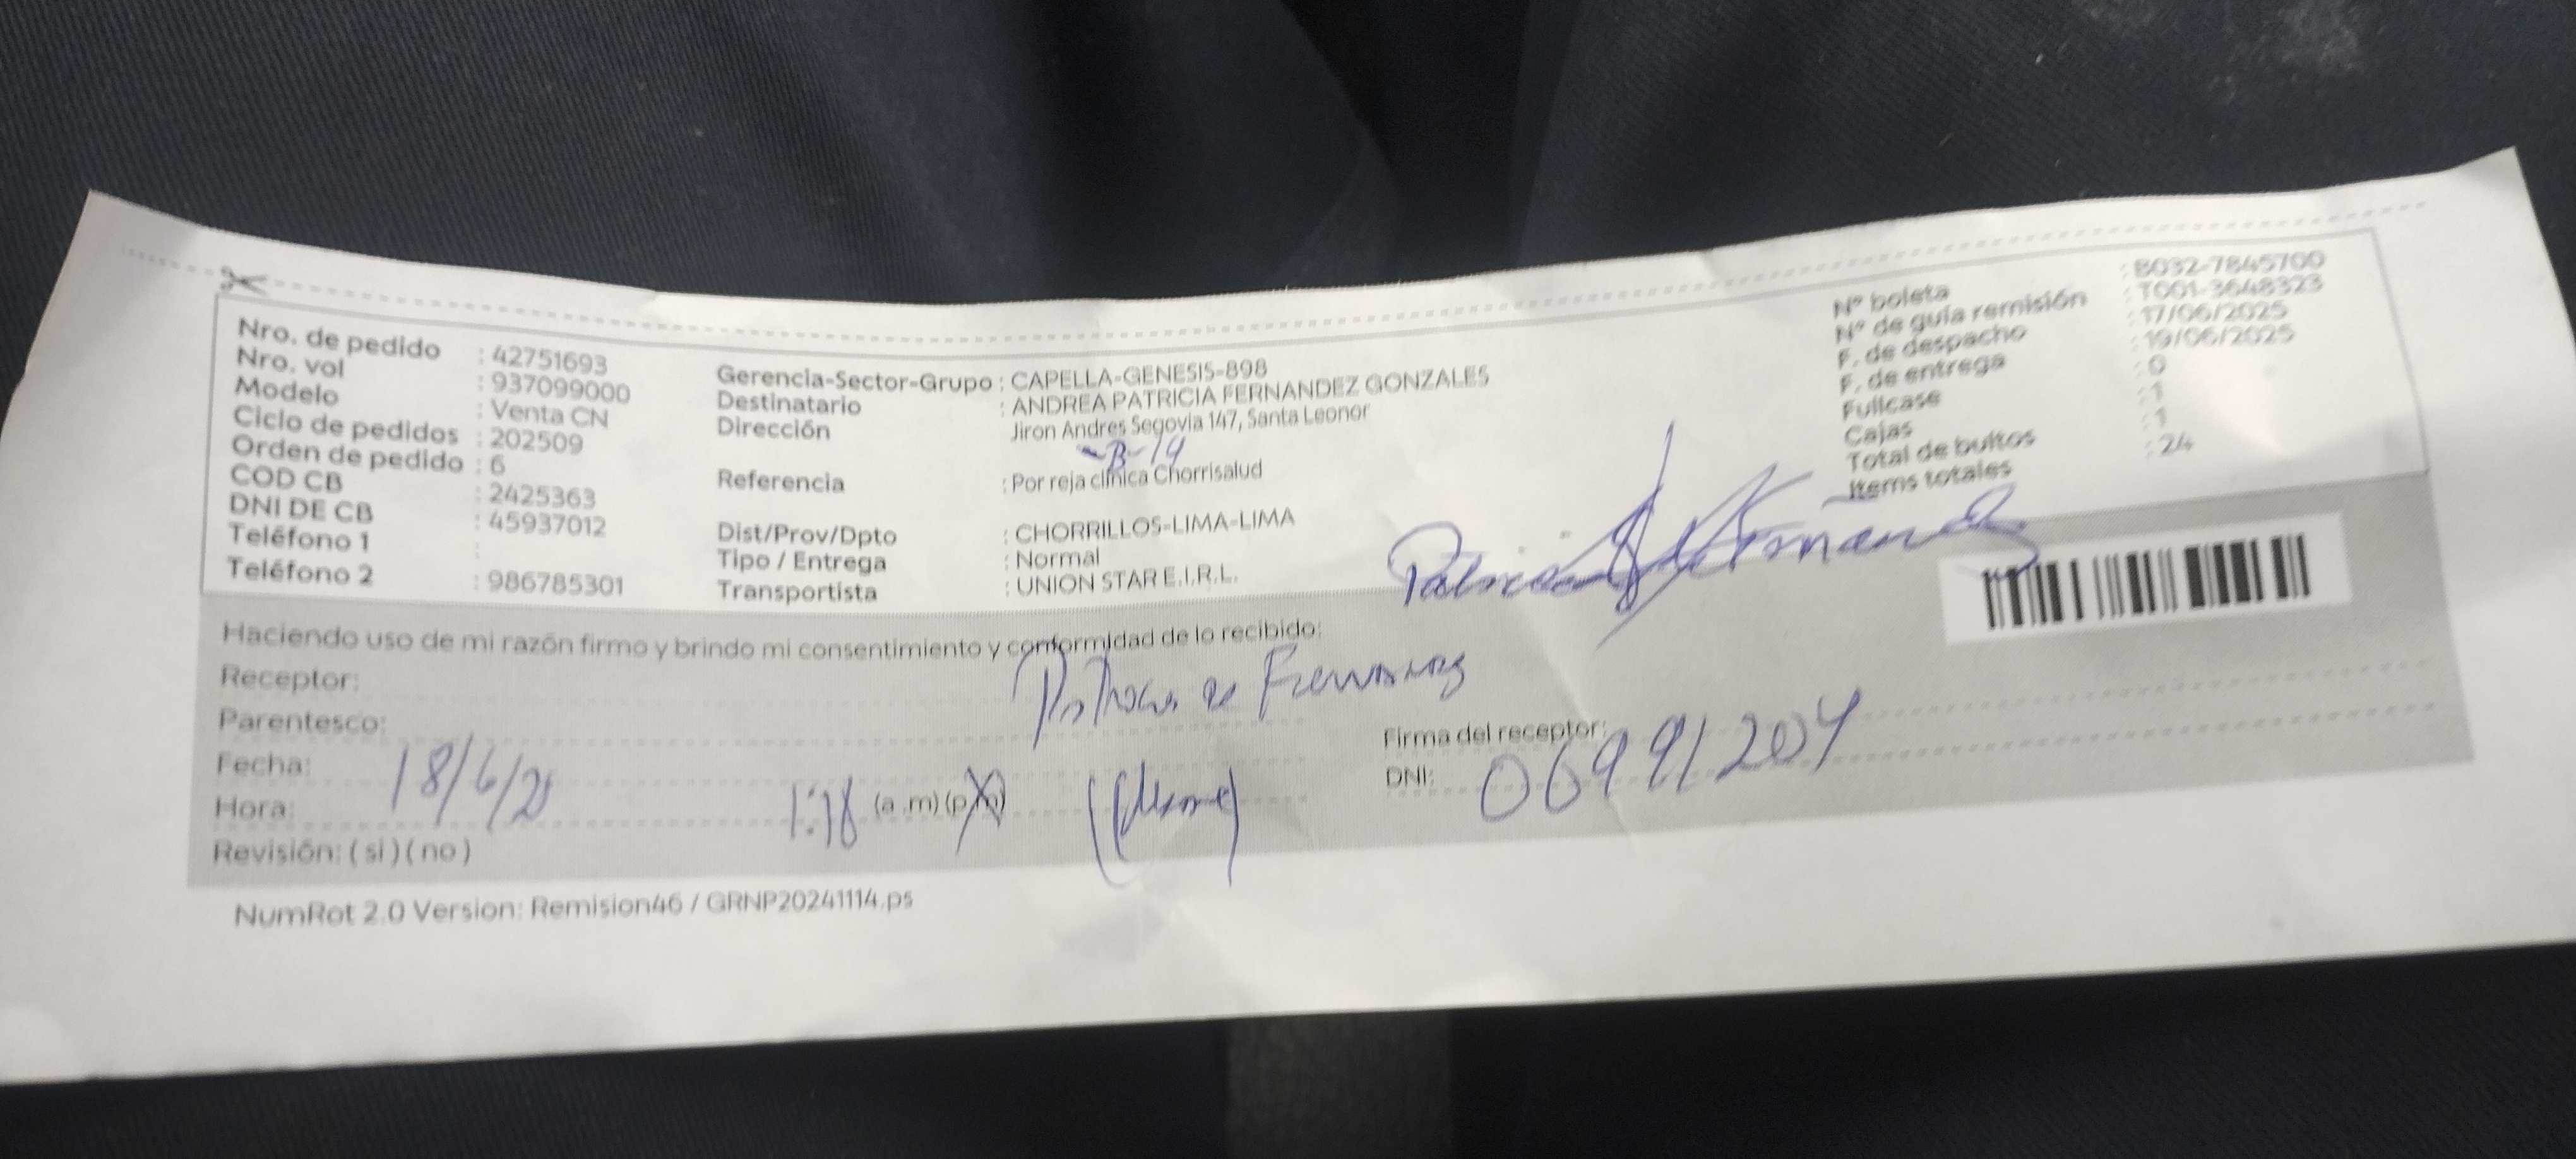 Nro. de pedido : 42751693
Nro. vol : 937099000
Modelo : Venta CN
Ciclo de pedidos : 202509
Orden de pedido : 6
COD CB : 2425363
DNI DE CB : 45937012
Teléfono 1 :
Teléfono 2 : 986785301
Gerencia-Sector-Grupo : CAPELLA-GENESIS-898
Destinatario : ANDREA PATRICIA FERNANDEZ GONZALES
Dirección Jiron Andres Segovia 147, Santa Leonor
-B-14
Referencia : Por reja clínica Chorrisalud
Dist/Prov/Dpto : CHORRILLOS-LIMA-LIMA
Tipo / Entrega : Normal
Transportista : UNION STAR E.I.R.L.
N° boleta : B032-7845700
N° de guía remisión : T001-3648323
F. de despacho : 17/06/2025
F. de entrega : 19/06/2025
Fullcase : 0
Cajas : 1
Total de bultos : 1
Items totales : 24
Haciendo uso de mi razón firmo y brindo mi consentimiento y conformidad de lo recibido:
Receptor:
Parentesco:
Fecha: 18/6/25
Hora: 1:18 (a.m) (p.m)
Revisión: ( si ) ( no )
Firma del receptor:
DNI: 06991204
NumRot 2.0 Version: Remision46 / GRNP20241114.ps